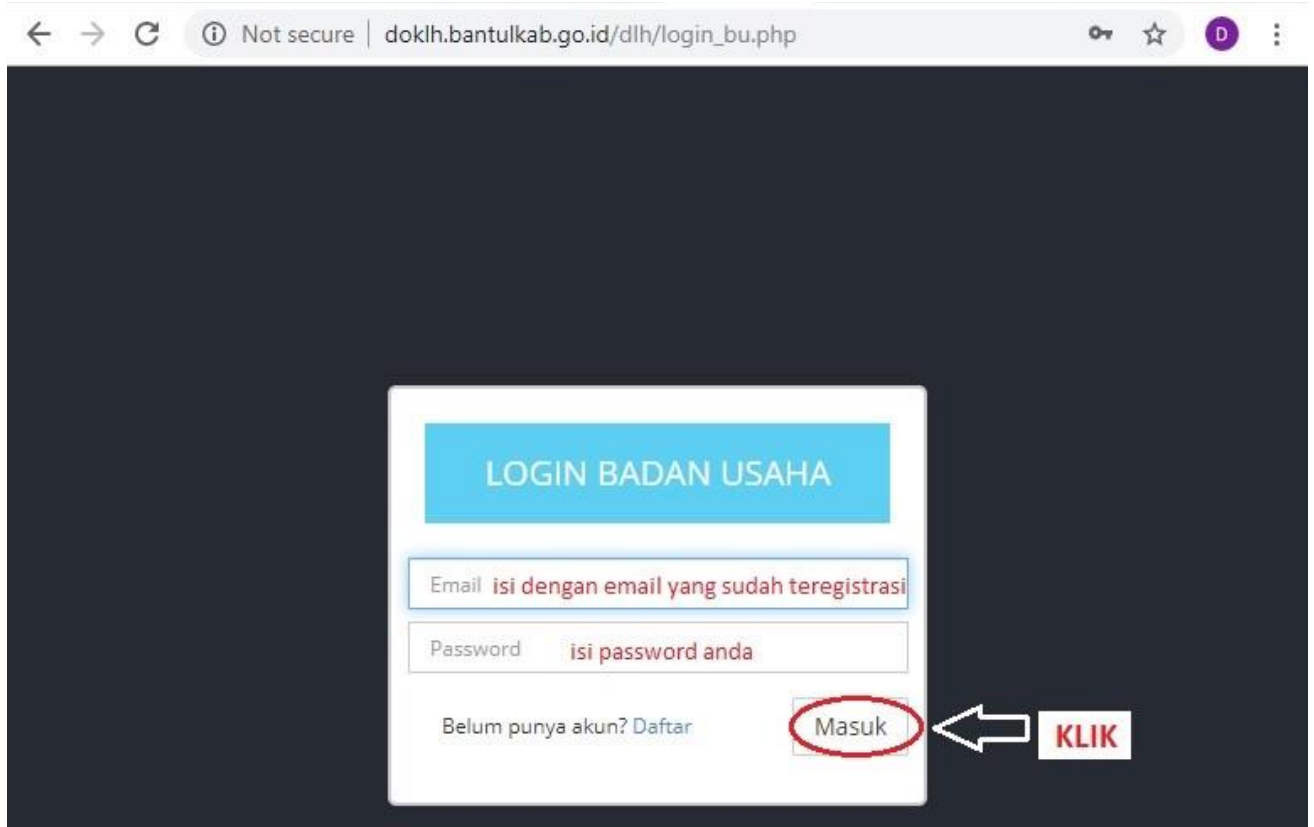 Not secure | doklh.bantulkab.go.id/dlh/login_bu.php D
LOGIN BADAN USAHA
Email isi dengan email yang sudah teregistrasi
Password isi password anda
Belum punya akun? Daftar Masuk KLIK